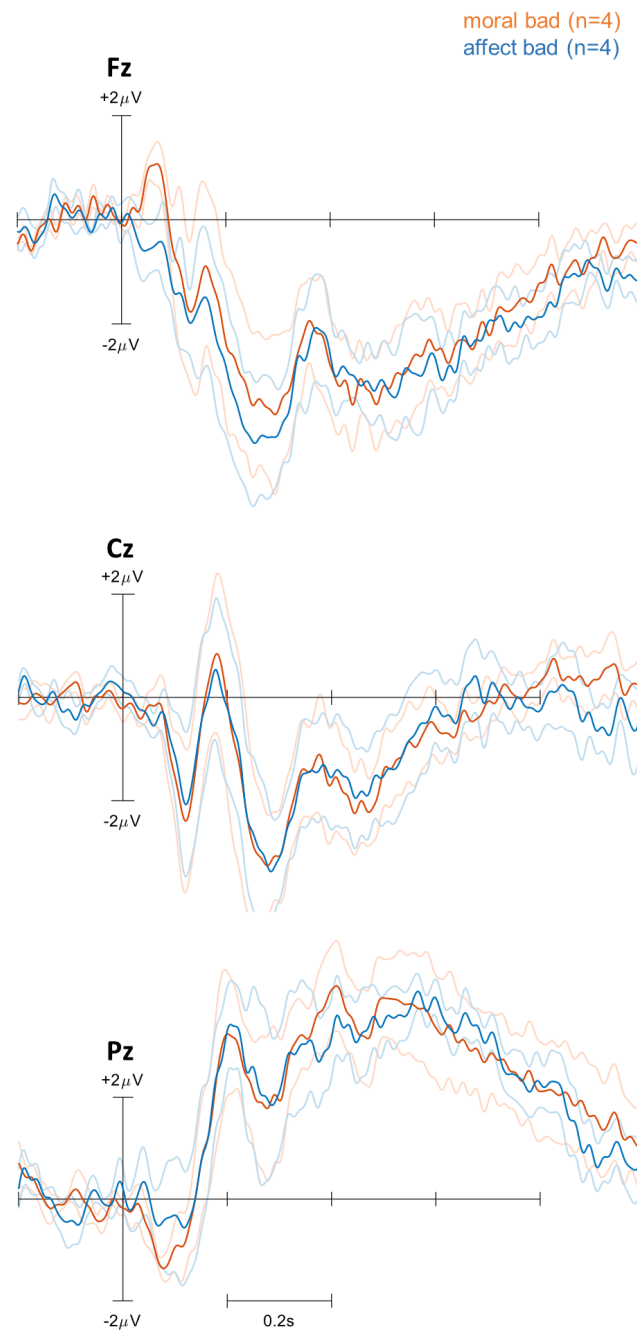 moral bad (n=4)
affect bad (n=4)
Fz
+2μV
-2μV
Cz
+2μV
-2μV
Pz
+2μV
-2μV
0.2s